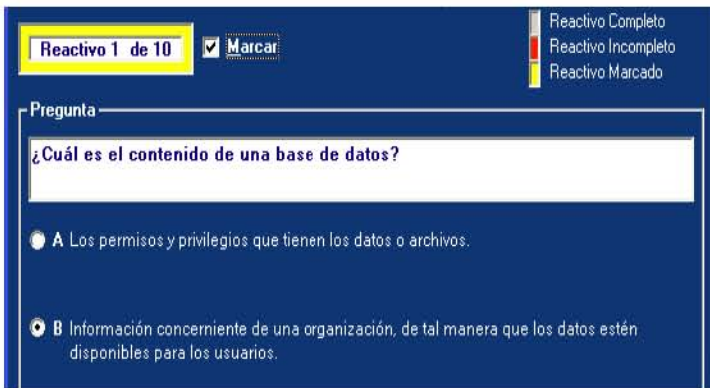 Reactivo 1 de 10
Marcar
Reactivo Completo
Reactivo Incompleto
Reactivo Marcado
Pregunta
¿Cuál es el contenido de una base de datos?
A Los permisos y privilegios que tienen los datos o archivos.
B Información concerniente de una organización, de tal manera que los datos estén
disponibles para los usuarios.